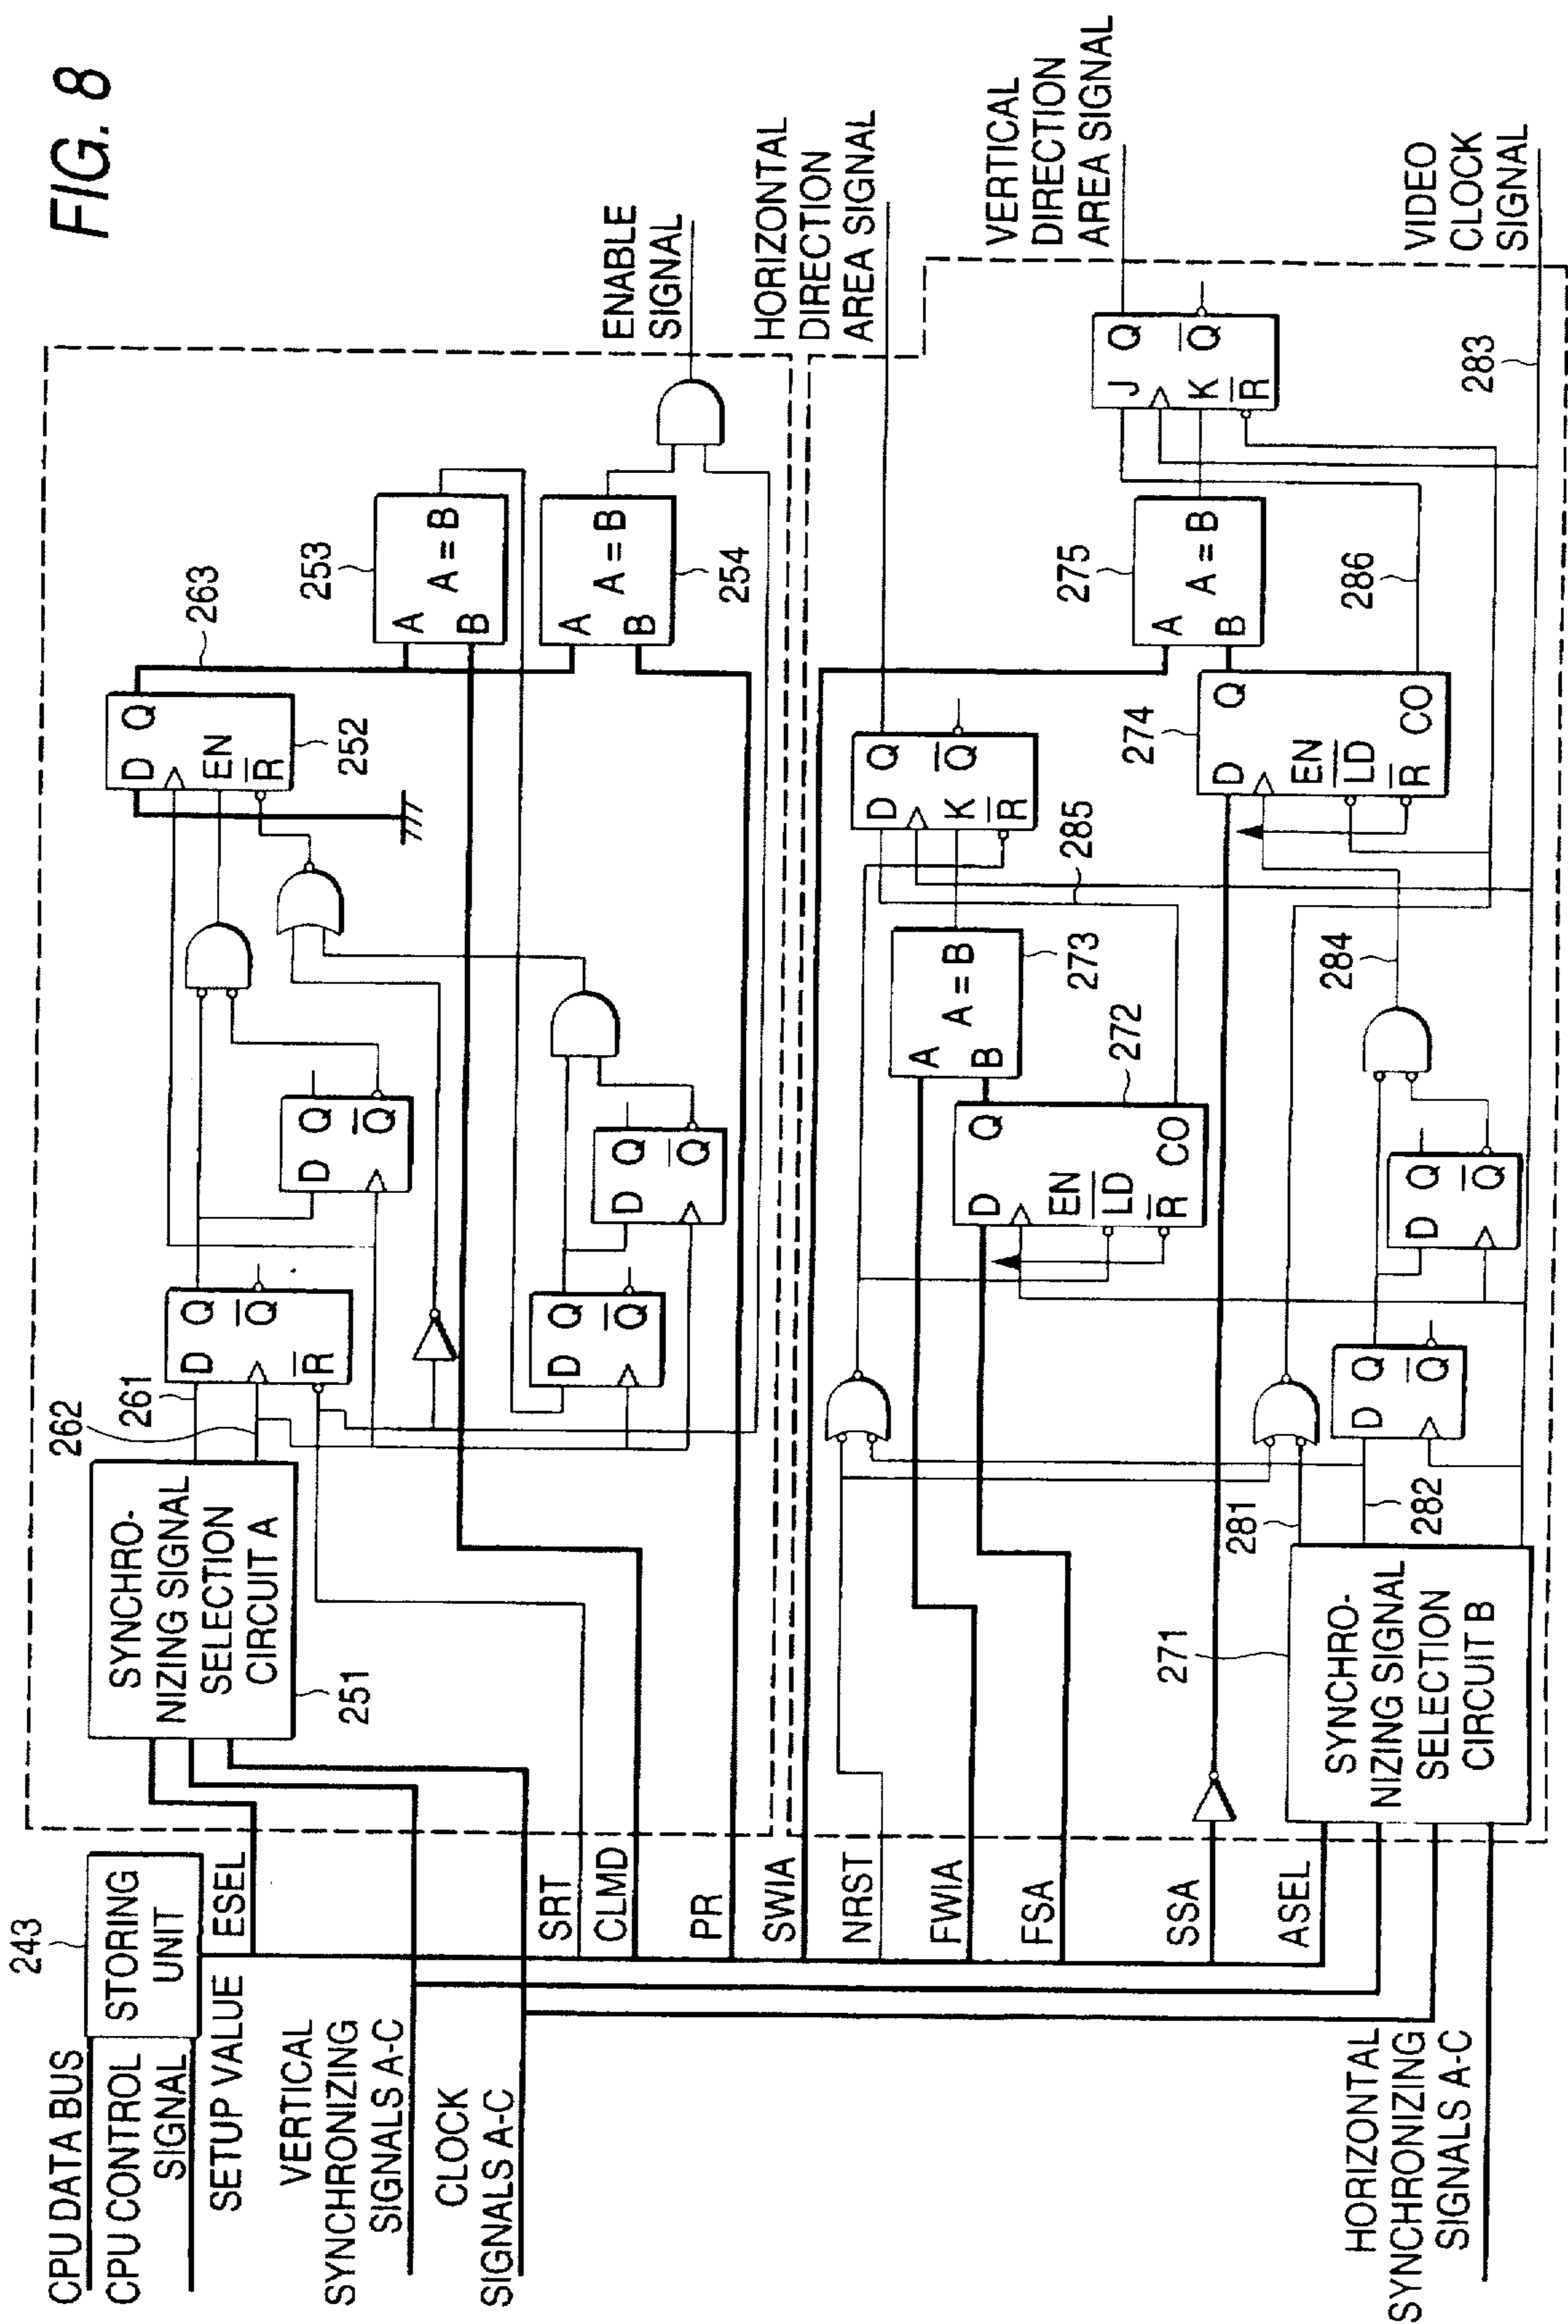 FIG. 8
CPU DATA BUS
CPU CONTROL
SIGNAL
SETUP VALUE
VERTICAL
SYNCHRONIZING
SIGNALS A-C
CLOCK
SIGNALS A-C
HORIZONTAL
SYNCHRONIZING
SIGNALS A-C
243
STORING
UNIT
ESEL
SRT
CLMD
PR
SWIA
NRST
FWIA
FSA
SSA
ASEL
SYNCHRO-
NIZING SIGNAL
SELECTION
CIRCUIT A
251
262
261
D Q
Q
R
D Q
Q
D Q
Q
D Q
Q
D Q
EN
R
252
263
253
A
B
A = B
A
B
A = B
254
ENABLE
SIGNAL
HORIZONTAL
DIRECTION
AREA SIGNAL
271
SYNCHRO-
NIZING SIGNAL
SELECTION
CIRCUIT B
281
282
D Q
Q
D Q
Q
284
D Q
EN
LD
R CO
272
A
B
A = B
273
285
D Q
K Q
R
274
D Q
EN
LD
R CO
275
A
B
A = B
286
J Q
K Q
R
283
VERTICAL
DIRECTION
AREA SIGNAL
VIDEO
CLOCK
SIGNAL